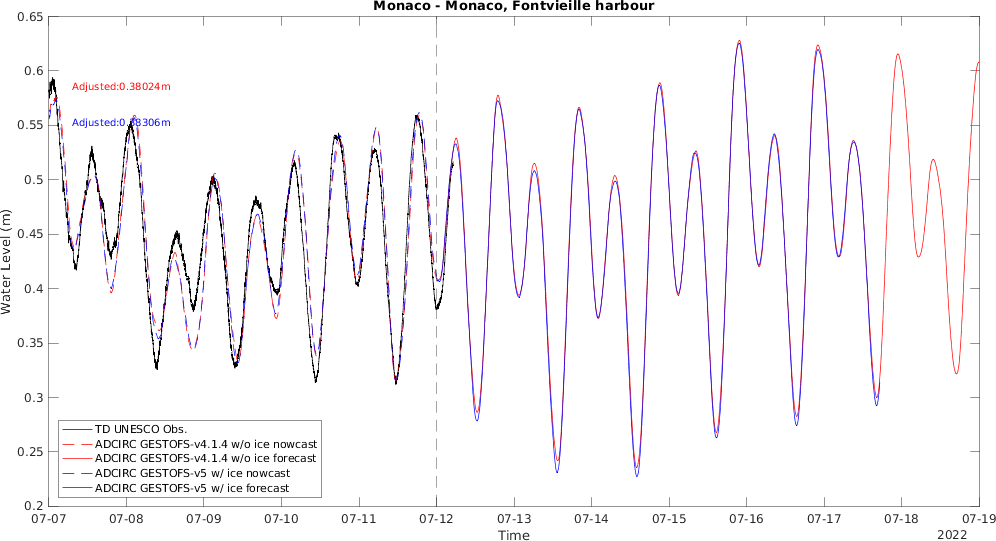 Monaco - Monaco, Fontvieille harbour
0.65
0.6
0.55
0.5
0.45
0.4
0.35
0.3
0.25
0.2
Water Level (m)
Adjusted:0.38024m
Adjusted:0.38306m
TD UNESCO Obs.
ADCIRC GESTOFS-v4.1.4 w/o ice nowcast
ADCIRC GESTOFS-v4.1.4 w/o ice forecast
ADCIRC GESTOFS-v5 w/ ice nowcast
ADCIRC GESTOFS-v5 w/ ice forecast
07-07 07-08 07-09 07-10 07-11 07-12 07-13 07-14 07-15 07-16 07-17 07-18 07-19
Time
2022